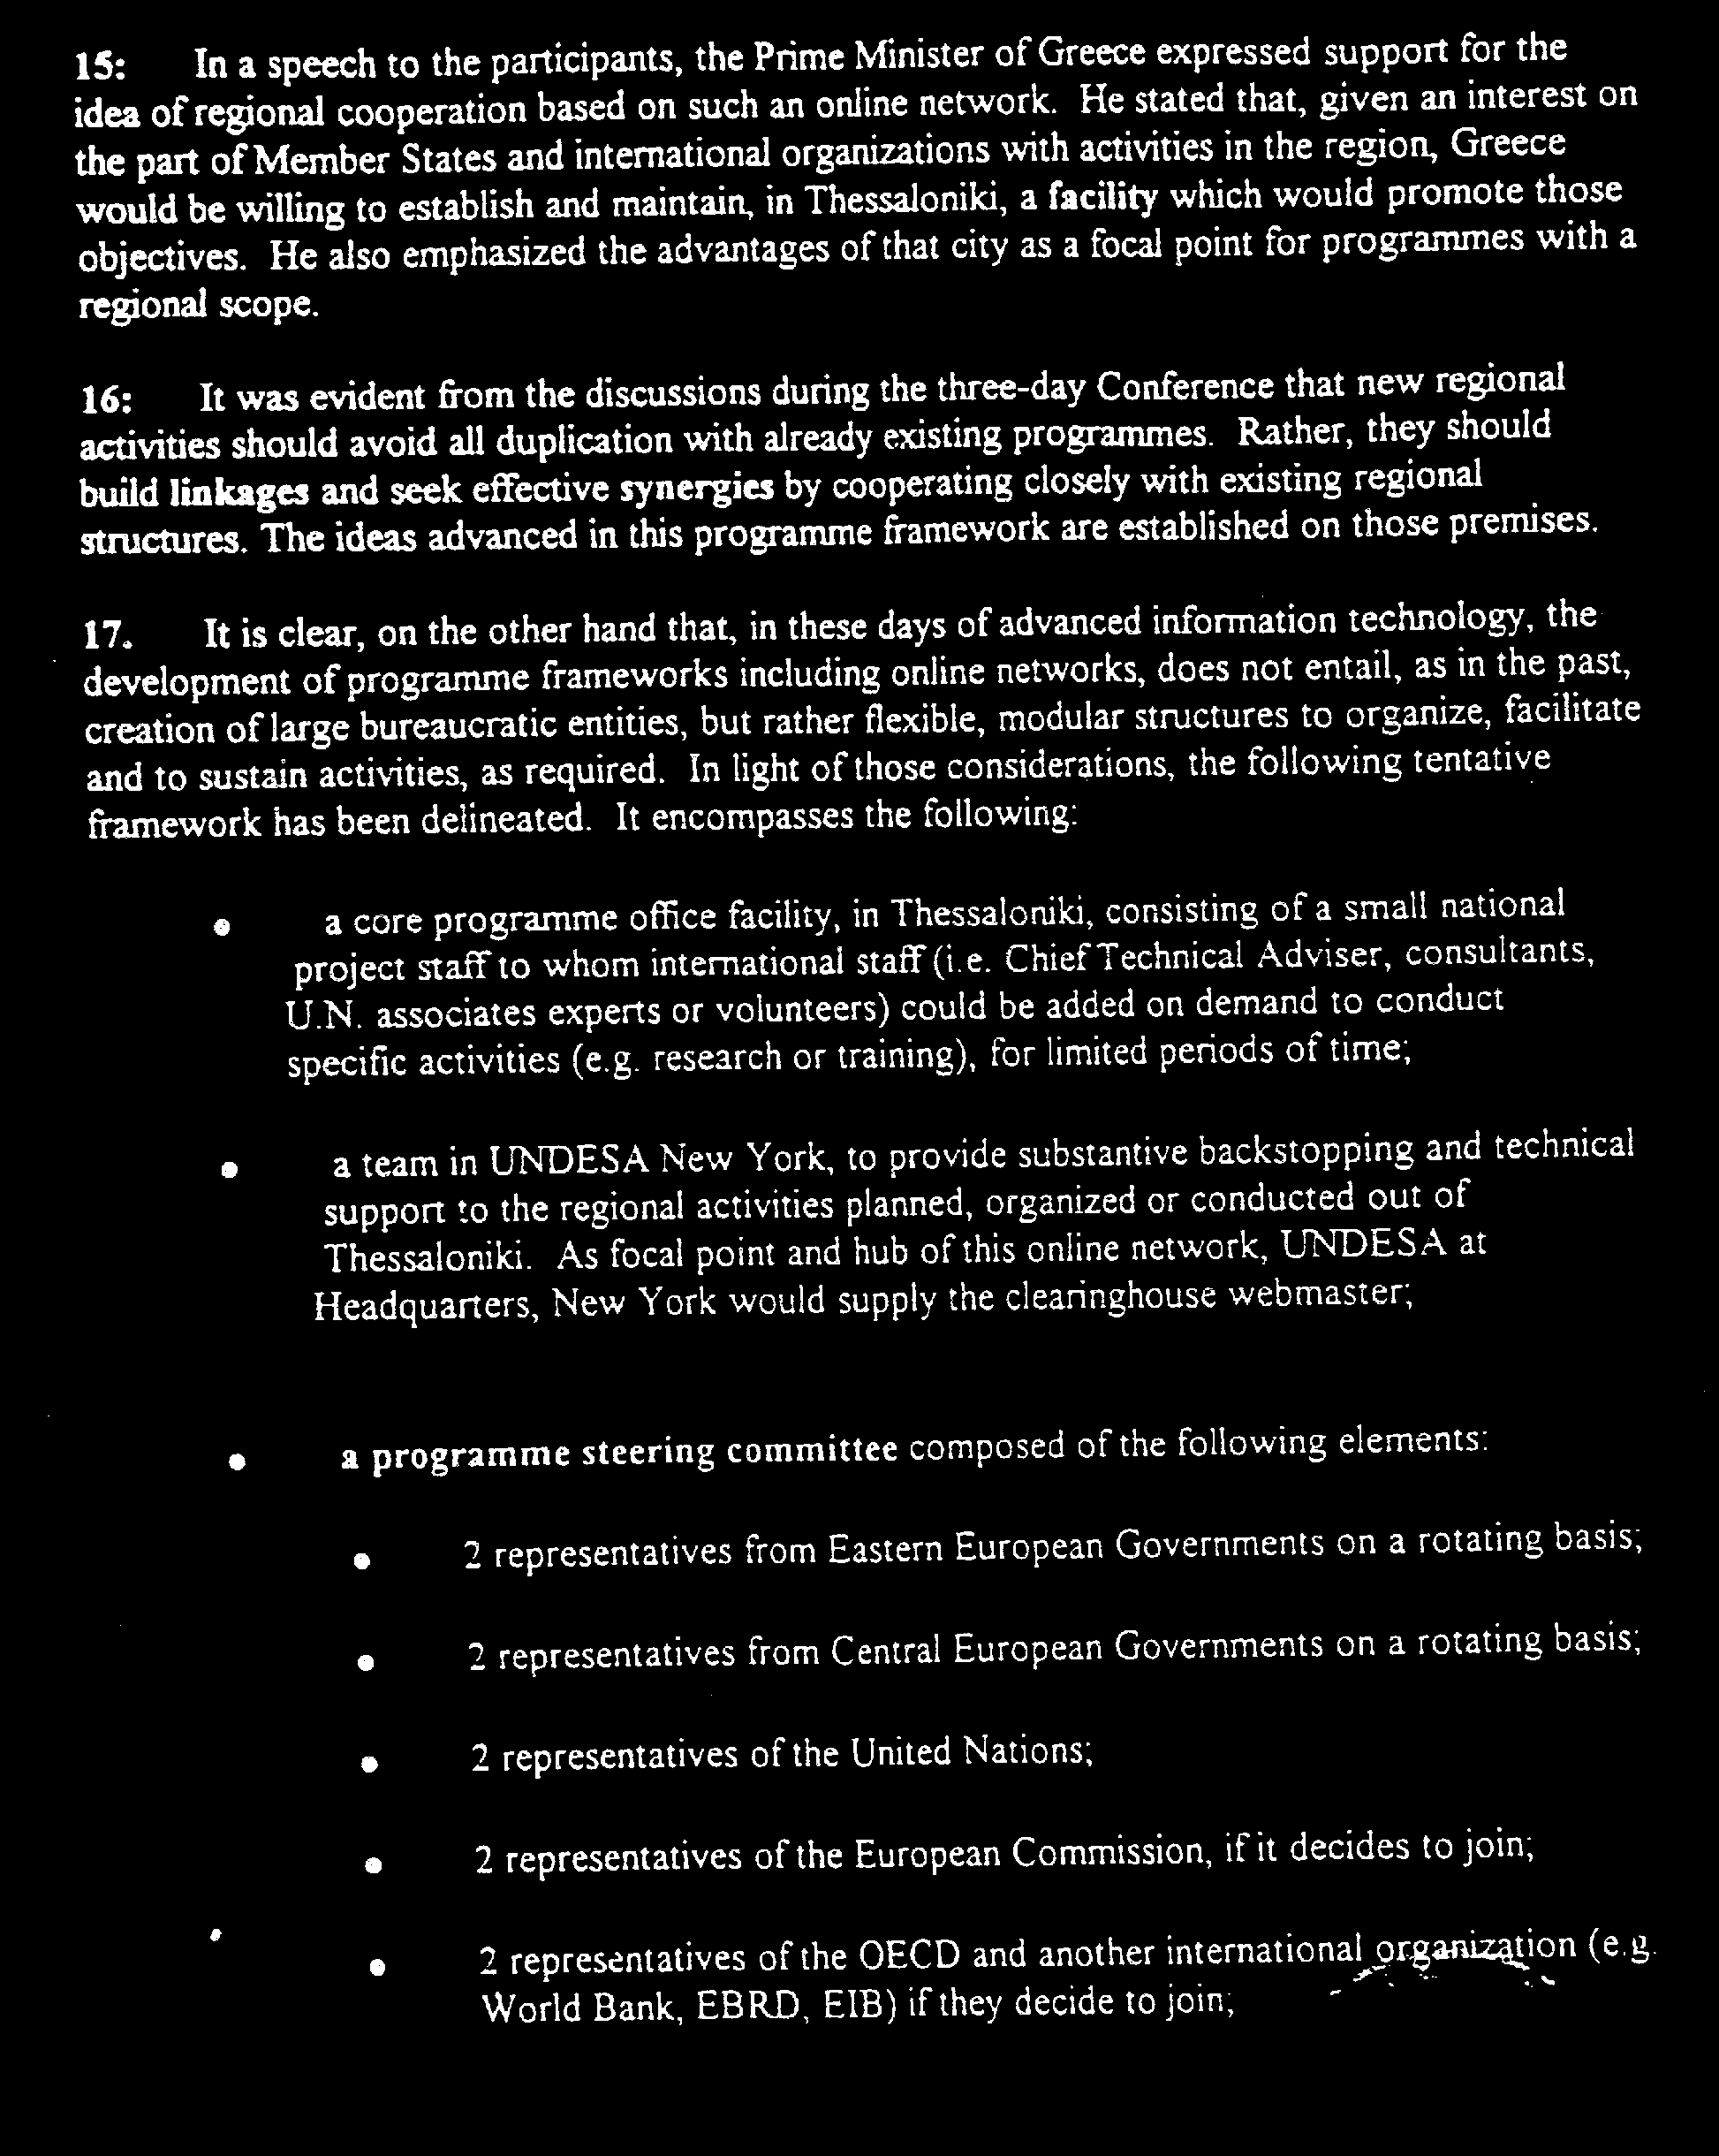 15: In a speech to the participants, the Prime Minister of Greece expressed support for the
idea of regional cooperation based on such an online network. He stated that, given an interest on
the part of Member States and international organizations with activities in the region, Greece
would be willing to establish and maintain, in Thessaloniki, a facility which would promote those
objectives. He also emphasized the advantages of that city as a focal point for programmes with a
regional scope.
16: It was evident from the discussions during the three-day Conference that new regional
activities should avoid all duplication with already existing programmes. Rather, they should
build linkages and seek effective synergies by cooperating closely with existing regional
structures. The ideas advanced in this programme framework are established on those premises.
17. It is clear, on the other hand that, in these days of advanced information technology, the
development of programme frameworks including online networks, does not entail, as in the past,
creation of large bureaucratic entities, but rather flexible, modular structures to organize, facilitate
and to sustain activities, as required. In light of those considerations, the following tentative
framework has been delineated. It encompasses the following:
• a core programme office facility, in Thessaloniki, consisting of a small national
project staff to whom international staff (i.e. Chief Technical Adviser, consultants,
U.N. associates experts or volunteers) could be added on demand to conduct
specific activities (e.g. research or training), for limited periods of time;
• a team in UNDESA New York, to provide substantive backstopping and technical
support to the regional activities planned, organized or conducted out of
Thessaloniki. As focal point and hub of this online network, UNDESA at
Headquarters, New York would supply the clearinghouse webmaster;
• a programme steering committee composed of the following elements:
• 2 representatives from Eastern European Governments on a rotating basis;
• 2 representatives from Central European Governments on a rotating basis;
• 2 representatives of the United Nations;
• 2 representatives of the European Commission, if it decides to join;
• 2 representatives of the OECD and another international organization (e.g.
World Bank, EBRD, EIB) if they decide to join;